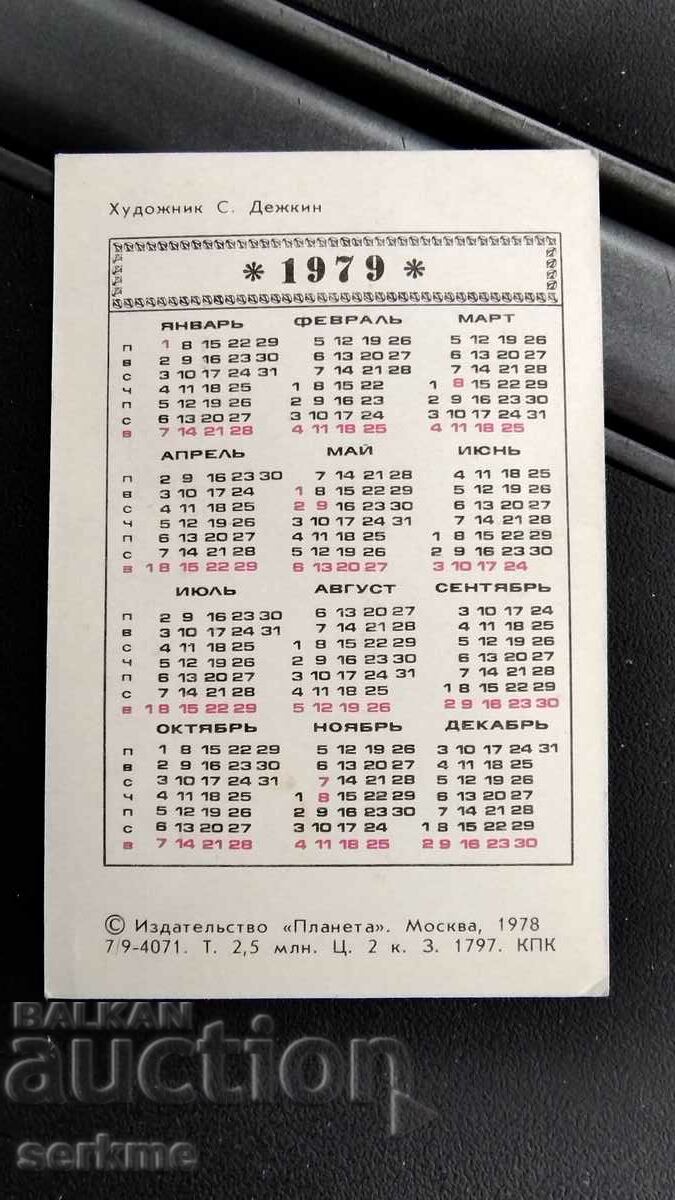 Художник С. Дежкин
* 1979 *
ЯНВАРЬ ФЕВРАЛЬ МАРТ
П 1 8 15 22 29 5 12 19 26 5 12 19 26
В 2 9 16 23 30 6 13 20 27 6 13 20 27
С 3 10 17 24 31 7 14 21 28 7 14 21 28
Ч 4 11 18 25 1 8 15 22 1 8 15 22 29
П 5 12 19 26 2 9 16 23 2 9 16 23 30
С 6 13 20 27 3 10 17 24 3 10 17 24 31
В 7 14 21 28 4 11 18 25 4 11 18 25
АПРЕЛЬ МАЙ ИЮНЬ
П 2 9 16 23 30 7 14 21 28 4 11 18 25
В 3 10 17 24 1 8 15 22 29 5 12 19 26
С 4 11 18 25 2 9 16 23 30 6 13 20 27
Ч 5 12 19 26 3 10 17 24 31 7 14 21 28
П 6 13 20 27 4 11 18 25 1 8 15 22 29
С 7 14 21 28 5 12 19 26 2 9 16 23 30
В 1 8 15 22 29 6 13 20 27 3 10 17 24
ИЮЛЬ АВГУСТ СЕНТЯБРЬ
П 2 9 16 23 30 6 13 20 27 3 10 17 24
В 3 10 17 24 31 7 14 21 28 4 11 18 25
С 4 11 18 25 1 8 15 22 29 5 12 19 26
Ч 5 12 19 26 2 9 16 23 30 6 13 20 27
П 6 13 20 27 3 10 17 24 31 7 14 21 28
С 7 14 21 28 4 11 18 25 1 8 15 22 29
В 1 8 15 22 29 5 12 19 26 2 9 16 23 30
ОКТЯБРЬ НОЯБРЬ ДЕКАБРЬ
П 1 8 15 22 29 5 12 19 26 3 10 17 24 31
В 2 9 16 23 30 6 13 20 27 4 11 18 25
С 3 10 17 24 31 7 14 21 28 5 12 19 26
Ч 4 11 18 25 1 8 15 22 29 6 13 20 27
П 5 12 19 26 2 9 16 23 30 7 14 21 28
С 6 13 20 27 3 10 17 24 1 8 15 22 29
В 7 14 21 28 4 11 18 25 2 9 16 23 30
© Издательство «Планета». Москва, 1978
7/9-4071. Т. 2,5 млн. Ц. 2 к. З. 1797. КПК
BALKAN
auction
serkme